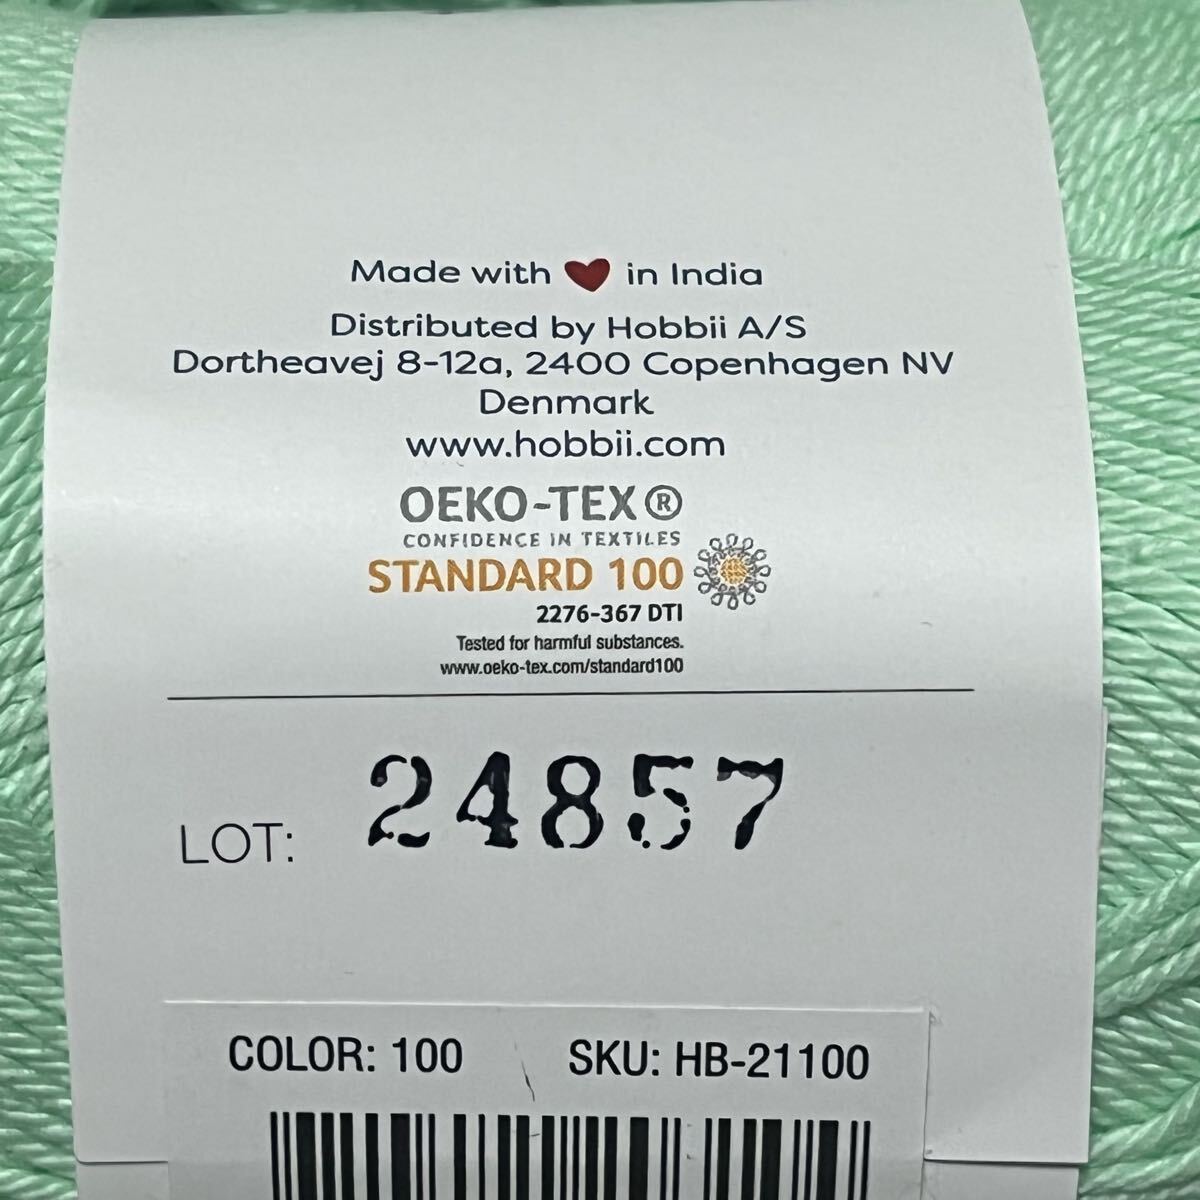 Made with ❤ in India
Distributed by Hobbii A/S
Dortheavej 8-12a, 2400 Copenhagen NV
Denmark
www.hobbii.com
OEKO-TEX®
CONFIDENCE IN TEXTILES
STANDARD 100
2276-367 DTI
Tested for harmful substances.
www.oeko-tex.com/standard100
LOT: 24857
COLOR: 100 SKU: HB-21100